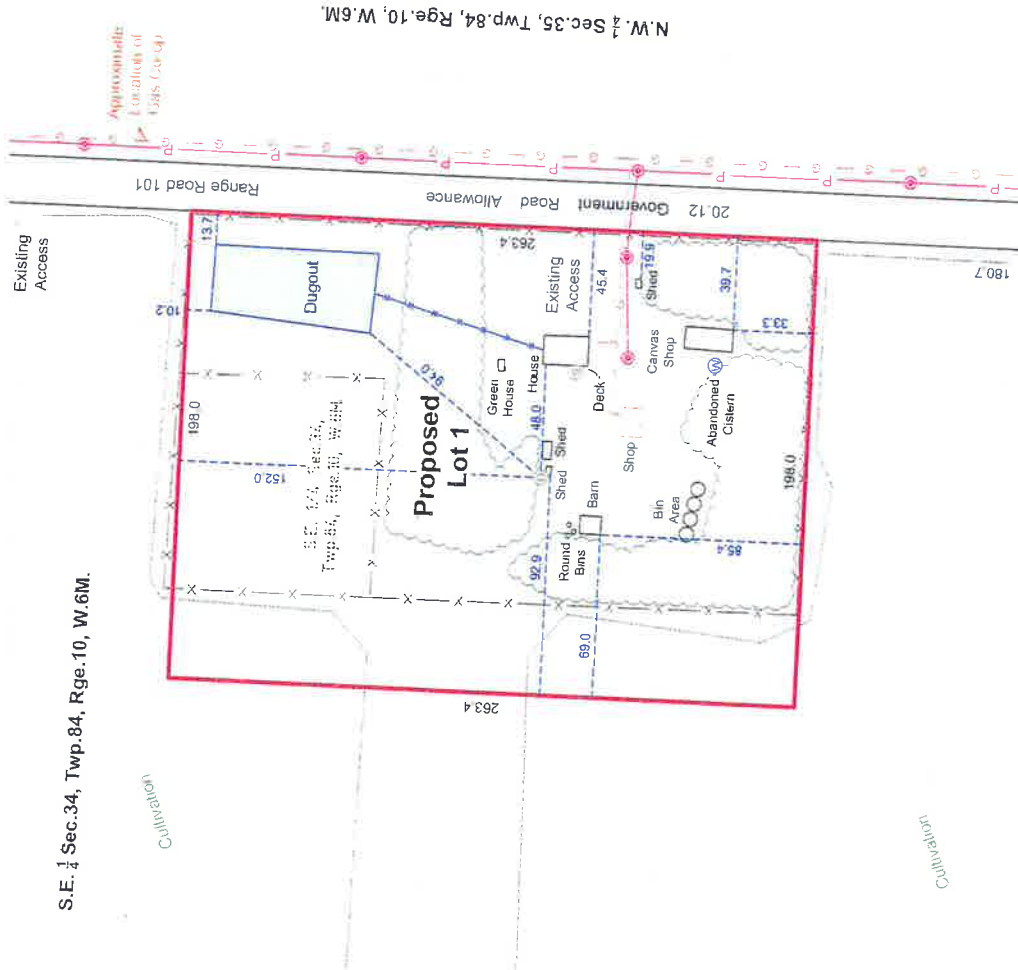 N.W. 1/4 Sec.35, Twp.84, Rge.10, W.6M.
Approximate
Location of
Gas Co-op
Existing
Access
Range Road 101
20.12 Government Road Allowance
13.7
10.2
Dugout
263.4
198.0
152.0
S.E. 1/4, Sec.34,
Twp.84, Rge.10, W.6M.
94.0
Proposed
Lot 1
Green
House
House
48.0
Existing
Access
45.4
Shed
19.9
39.7
33.3
Canvas
Shop
Deck
Shop
Abandoned
Cistern
W
Shed
Shed
Barn
Round
Bins
Bin
Area
92.9
69.0
85.4
198.0
263.4
180.7
S.E. 1/4 Sec.34, Twp.84, Rge.10, W.6M.
Cultivation
Cultivation
P G P G P G P G P G P
X X X X X X X X